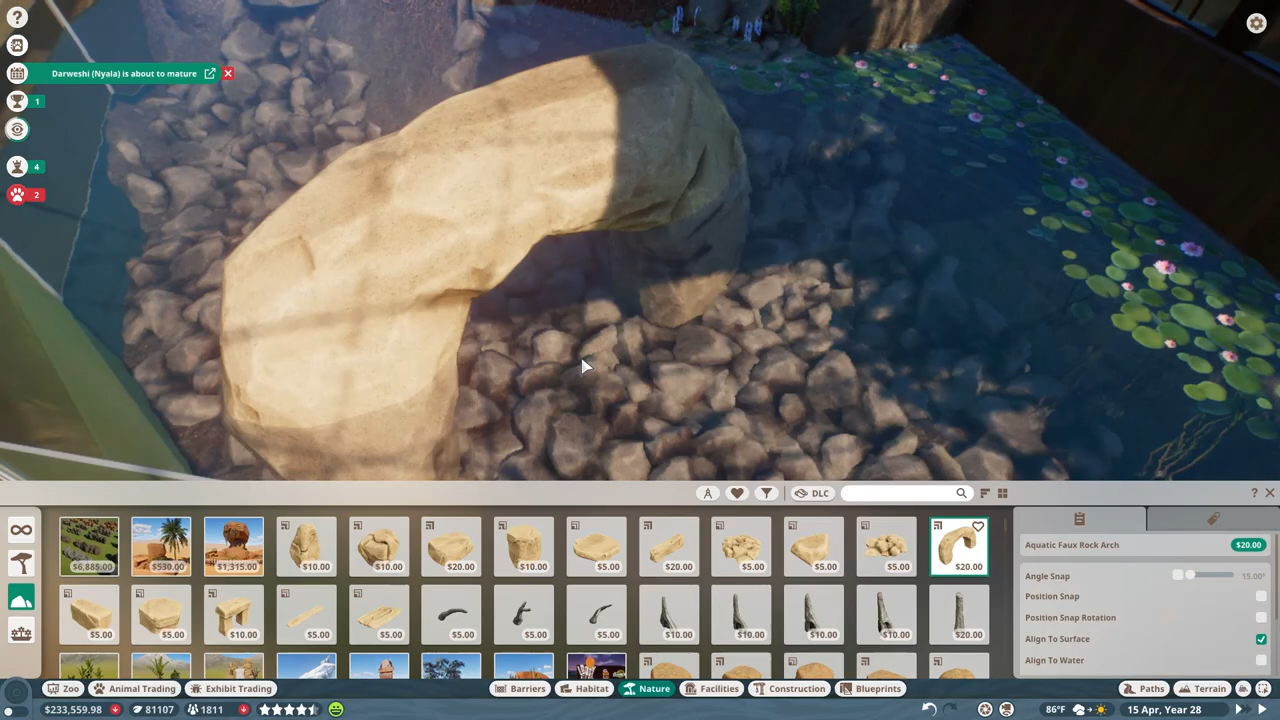 Darweshi (Nyala) is about to mature
1
4
2
DLC
$6,885.00
$530.00
$1,315.00
$10.00
$10.00
$20.00
$10.00
$5.00
$20.00
$5.00
$5.00
$5.00
$20.00
$5.00
$5.00
$10.00
$5.00
$5.00
$5.00
$5.00
$5.00
$10.00
$10.00
$10.00
$10.00
$20.00
Aquatic Faux Rock Arch $20.00
Angle Snap 15.00°
Position Snap
Position Snap Rotation
Align To Surface
Align To Water
Zoo Animal Trading Exhibit Trading Barriers Habitat Nature Facilities Construction Blueprints Paths Terrain
$233,559.98 81107 1811 86°F 15 Apr, Year 28